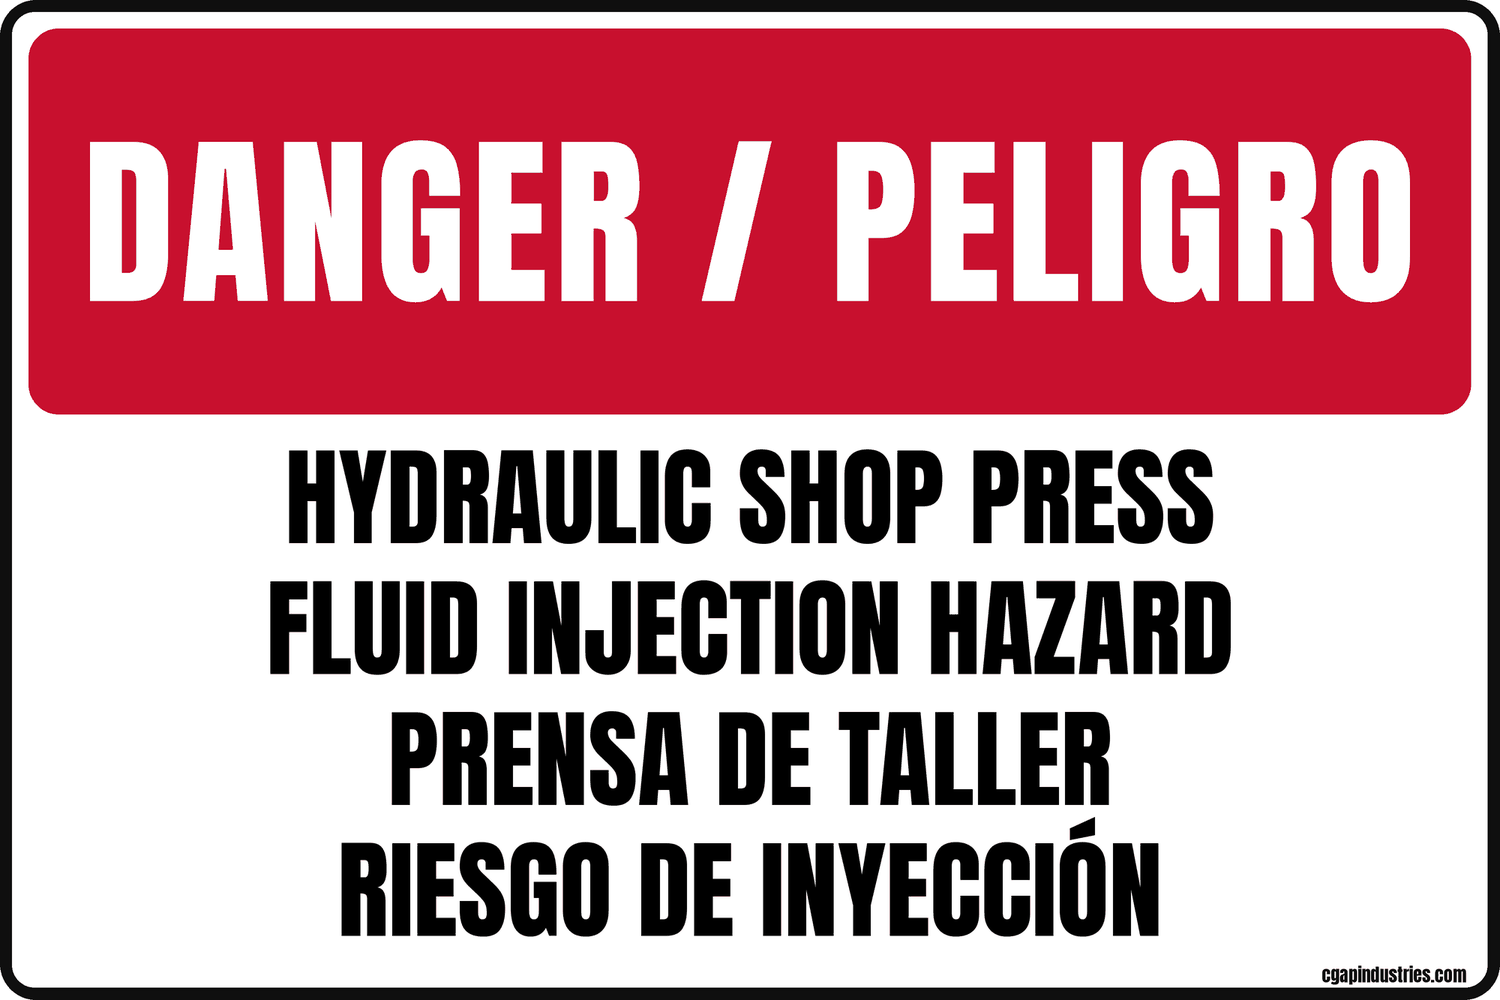 DANGER / PELIGRO
HYDRAULIC SHOP PRESS
FLUID INJECTION HAZARD
PRENSA DE TALLER
RIESGO DE INYECCIÓN
cgapindustries.com